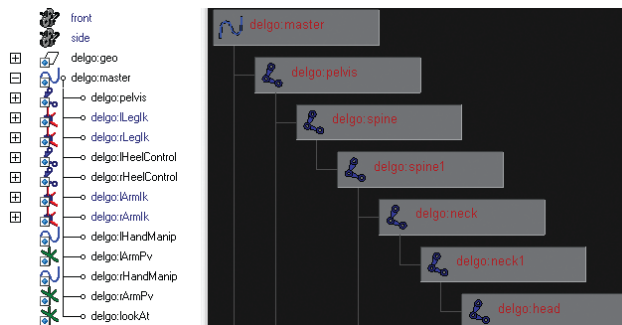 front
side
delgo:geo
delgo:master
delgo:pelvis
delgo:lLegIk
delgo:rLegIk
delgo:lHeelControl
delgo:rHeelControl
delgo:lArmIk
delgo:rArmIk
delgo:lHandManip
delgo:lArmPv
delgo:rHandManip
delgo:rArmPv
delgo:lookAt
delgo:master
delgo:pelvis
delgo:spine
delgo:spine1
delgo:neck
delgo:neck1
delgo:head